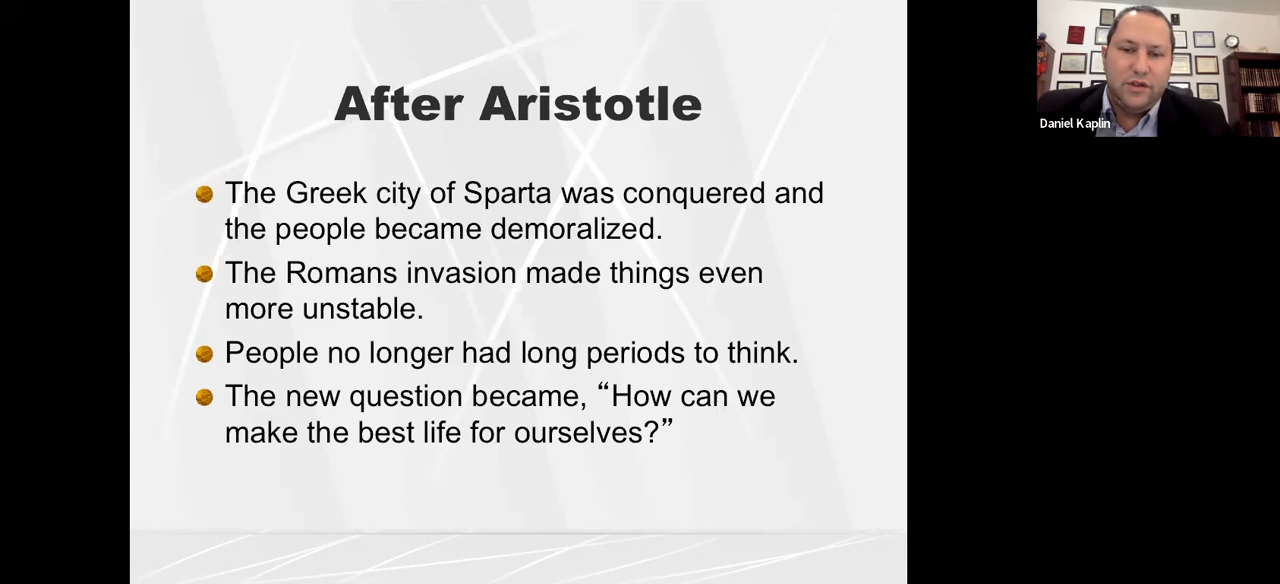 After Aristotle
The Greek city of Sparta was conquered and
the people became demoralized.
The Romans invasion made things even
more unstable.
People no longer had long periods to think.
The new question became, “How can we
make the best life for ourselves?”
Daniel Kaplin